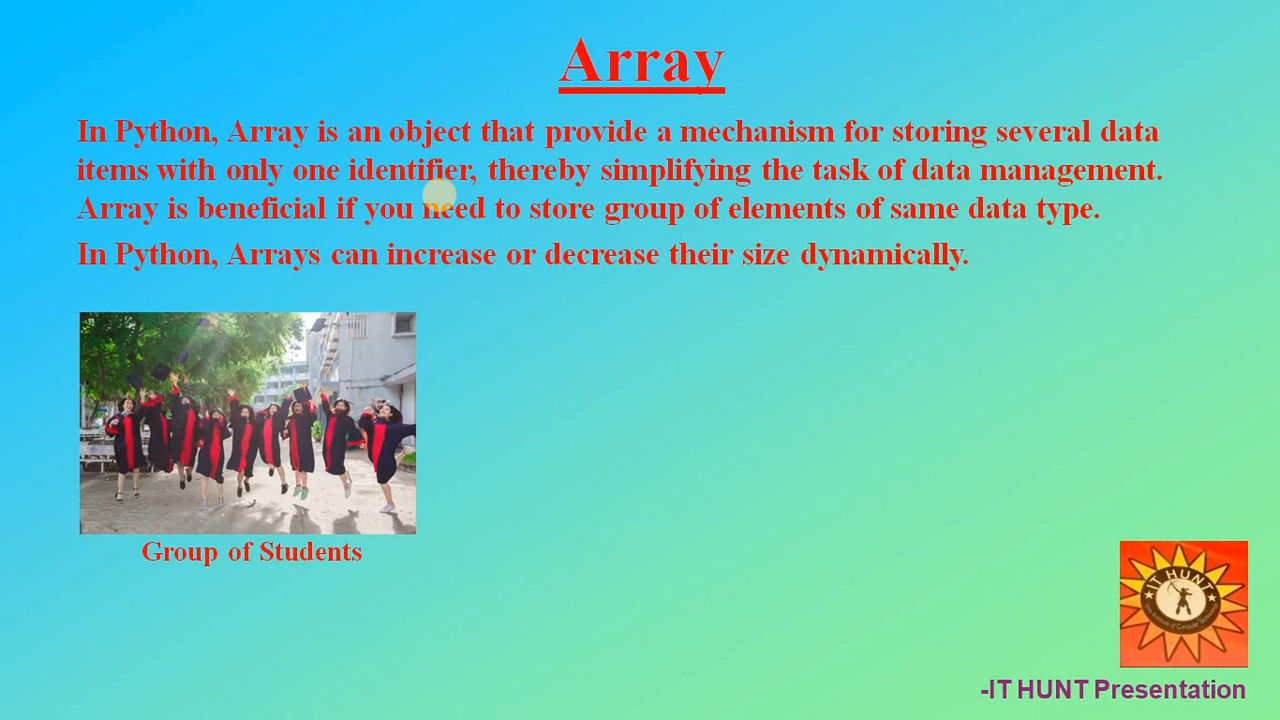 Array
In Python, Array is an object that provide a mechanism for storing several data
items with only one identifier, thereby simplifying the task of data management.
Array is beneficial if you need to store group of elements of same data type.
In Python, Arrays can increase or decrease their size dynamically.
Group of Students
IT HUNT
-IT HUNT Presentation